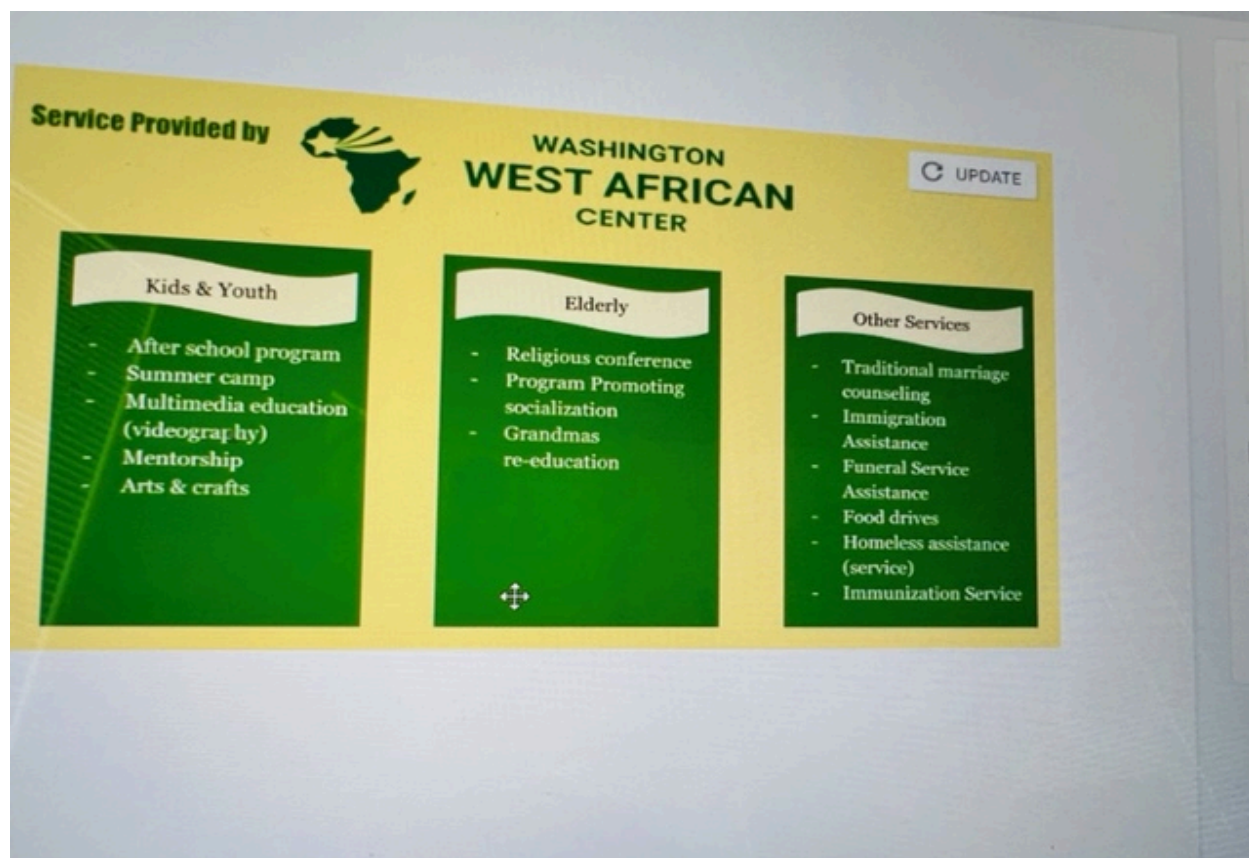 Service Provided by
WASHINGTON
WEST AFRICAN
CENTER
UPDATE
Kids & Youth
- After school program
- Summer camp
- Multimedia education
(videography)
- Mentorship
- Arts & crafts
Elderly
- Religious conference
- Program Promoting
socialization
- Grandmas
re-education
Other Services
- Traditional marriage
counseling
- Immigration
Assistance
- Funeral Service
Assistance
- Food drives
- Homeless assistance
(service)
- Immunization Service